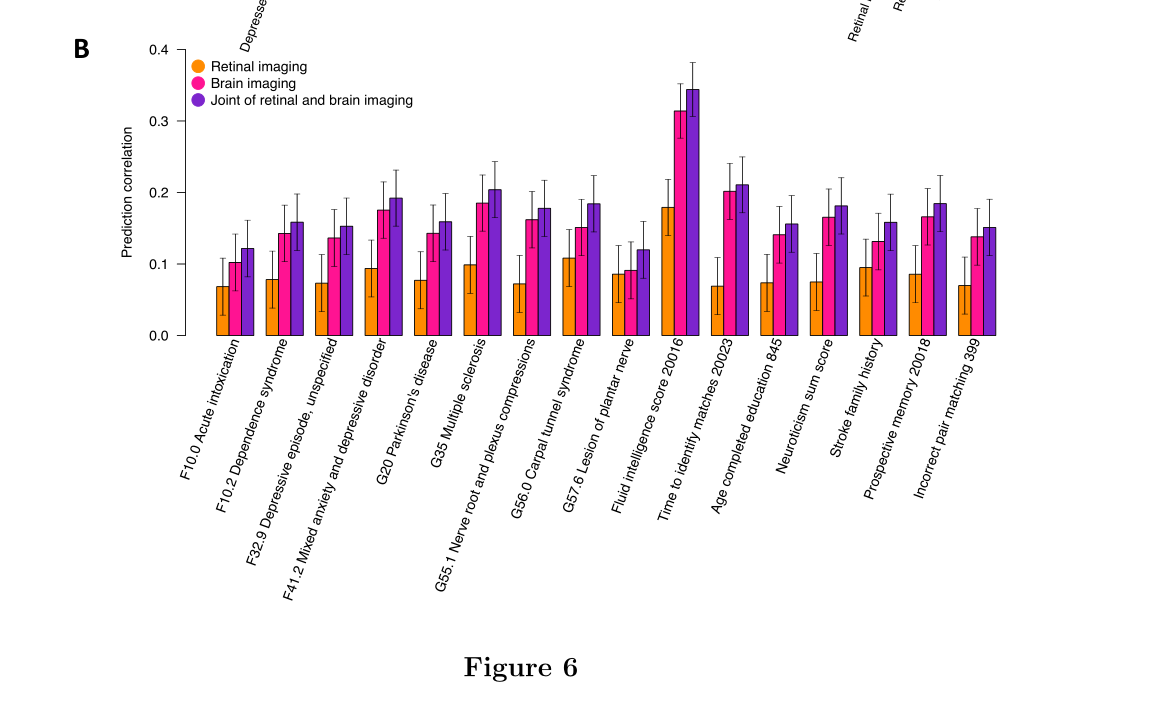 B
Prediction correlation
0.4
0.3
0.2
0.1
0.0
Retinal imaging
Brain imaging
Joint of retinal and brain imaging
F10.0 Acute intoxication
F10.2 Dependence syndrome
F32.9 Depressive episode, unspecified
F41.2 Mixed anxiety and depressive disorder
G20 Parkinson's disease
G35 Multiple sclerosis
G55.1 Nerve root and plexus compressions
G56.0 Carpal tunnel syndrome
G57.6 Lesion of plantar nerve
Fluid intelligence score 20016
Time to identify matches 20023
Age completed education 845
Neuroticism sum score
Stroke family history
Prospective memory 20018
Incorrect pair matching 399
Figure 6